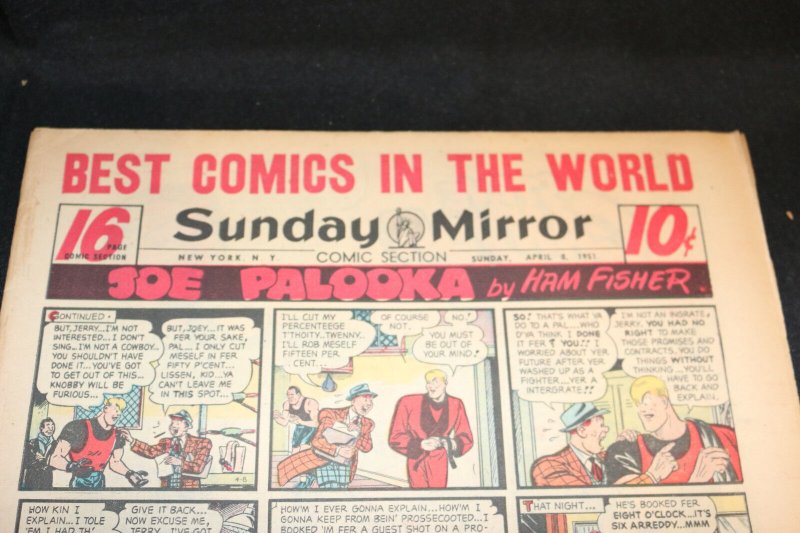 BEST COMICS IN THE WORLD
16
PAGE
COMIC SECTION
Sunday Mirror
NEW YORK, N Y
COMIC SECTION
SUNDAY, APRIL 8, 1951
10¢
JOE PALOOKA by HAM FISHER.
CONTINUED-
BUT, JERRY...I'M NOT
INTERESTED... I DON'T
SING...I'M NOT A COWBOY.
YOU SHOULDN'T HAVE
DONE IT...YOU'VE GOT
TO GET OUT OF THIS...
KNOBBY WILL BE
FURIOUS...
BUT, JOEY...IT WAS
FER YOUR SAKE,
PAL... I ONLY CUT
MESELF IN FER
FIFTY P'CENT...
LISSEN, KID...YA
CAN'T LEAVE ME
IN THIS SPOT...
4-8
I'LL CUT MY
PERCENTEEGE
T'THOITY...TWENNY..
I'LL ROB MESELF
FIFTEEN PER
CENT...
OF COURSE
NOT.
NO!
YOU MUST
BE OUT OF
YOUR MIND!
SO! THAT'S WHAT YA
DO TO A PAL...WHO
D'YA THINK I DONE
IT FER ? YOU!! I
WORRIED ABOUT YER
FUTURE AFTER YER
WASHED UP AS A
FIGHTER...YER A
INTERGRATE!!
I'M NOT AN INGRATE,
JERRY. YOU HAD NO
RIGHT TO MAKE
THOSE PROMISES AND
CONTRACTS. YOU DO
THINGS WITHOUT
THINKING...YOU'LL
HAVE TO GO
BACK AND
EXPLAIN.
HOW KIN I
EXPLAIN... I TOLE
'EM I HAD TH'
GIVE IT BACK...
NOW EXCUSE ME,
JERRY...I'VE GOT
HOW'M I EVER GONNA EXPLAIN...HOW'M I
GONNA KEEP FROM BEIN' PROSSECOOTED...I
BOOKED 'IM FER A GUEST SHOT ON A PRO-
THAT NIGHT...
HE'S BOOKED FER
EIGHT O'CLOCK...IT'S
SIX ARREDDY...MMM